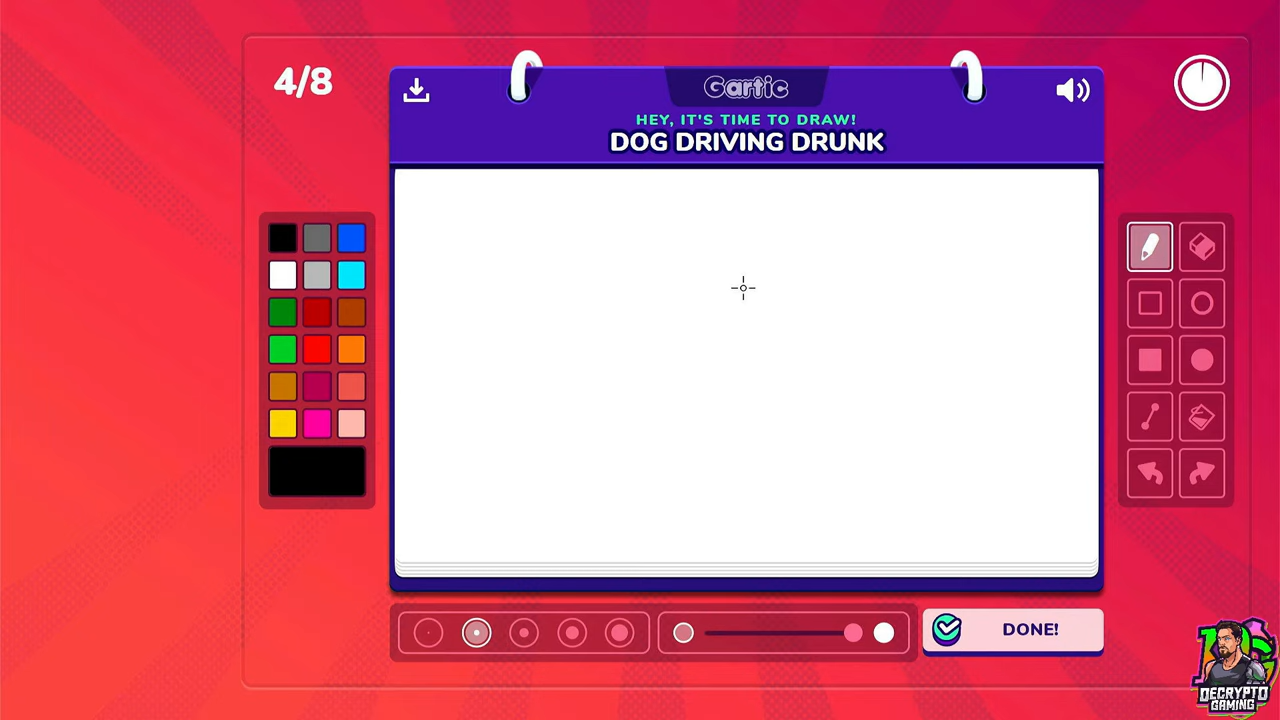 4/8
Gartic
HEY, IT'S TIME TO DRAW!
DOG DRIVING DRUNK
DONE!
DECRYPTO
GAMING